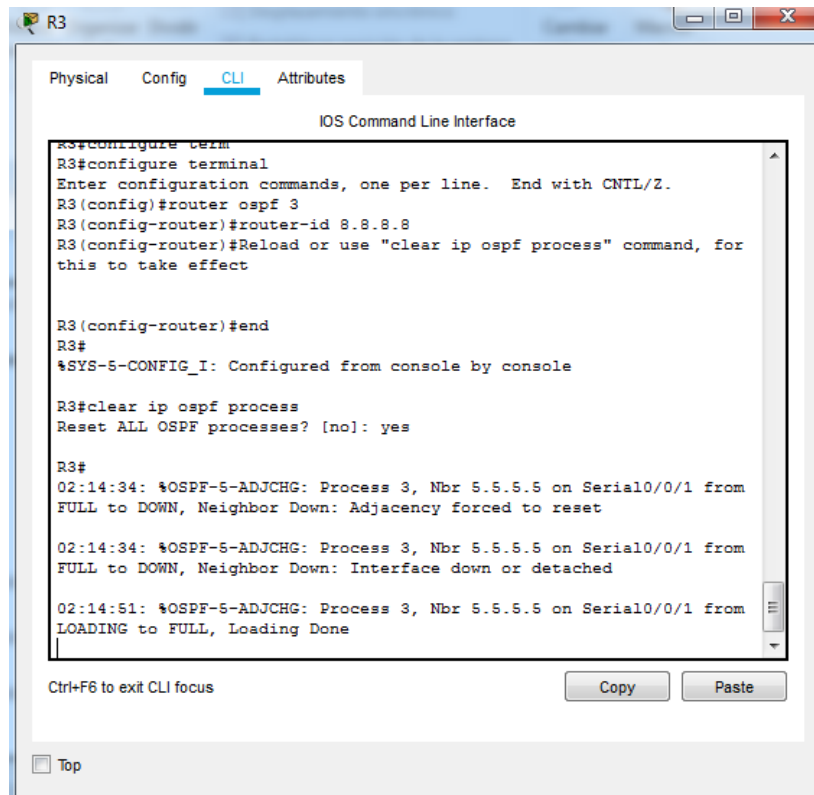 R3
Physical Config CLI Attributes
IOS Command Line Interface
R3#configure term
R3#configure terminal
Enter configuration commands, one per line. End with CNTL/Z.
R3(config)#router ospf 3
R3(config-router)#router-id 8.8.8.8
R3(config-router)#Reload or use "clear ip ospf process" command, for
this to take effect
R3(config-router)#end
R3#
%SYS-5-CONFIG_I: Configured from console by console
R3#clear ip ospf process
Reset ALL OSPF processes? [no]: yes
R3#
02:14:34: %OSPF-5-ADJCHG: Process 3, Nbr 5.5.5.5 on Serial0/0/1 from
FULL to DOWN, Neighbor Down: Adjacency forced to reset
02:14:34: %OSPF-5-ADJCHG: Process 3, Nbr 5.5.5.5 on Serial0/0/1 from
FULL to DOWN, Neighbor Down: Interface down or detached
02:14:51: %OSPF-5-ADJCHG: Process 3, Nbr 5.5.5.5 on Serial0/0/1 from
LOADING to FULL, Loading Done
Ctrl+F6 to exit CLI focus
Copy Paste
Top